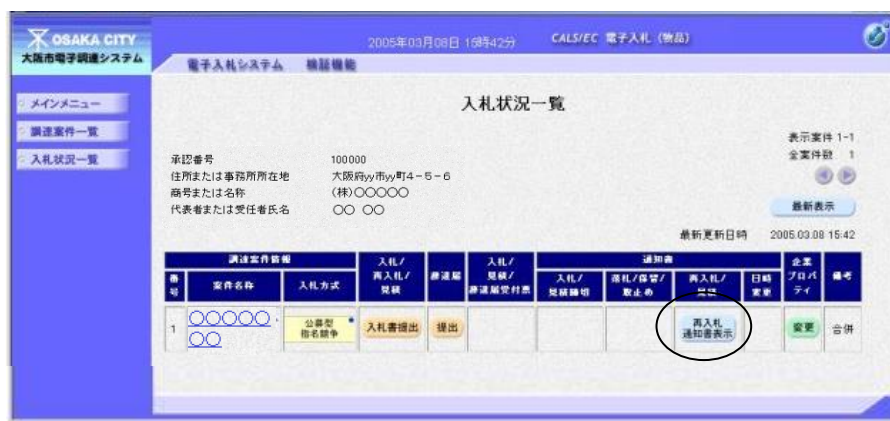 OSAKA CITY
大阪市電子調達システム
2005年03月08日 16時42分
CALS/EC 電子入札（物品）
電子入札システム 検証機能
メインメニュー
調達案件一覧
入札状況一覧
入札状況一覧
表示案件 1-1
全案件数 1
承認番号 100000
住所または事務所所在地 大阪府yy市yy町4－5－6
商号または名称 (株)○○○○○
代表者または受任者氏名 ○○ ○○
最新表示
最新更新日時 2005.03.08 15:42
調達案件情報
番号
案件名称
入札方式
入札/
再入札/
見積
辞退届
入札/
見積/
辞退届受付票
通知書
入札/
見積締切
落札/保留/
取止め
再入札/
見積
日時
変更
企業
プロパ
ティ
備考
1
○○○○○・
○○
公募型
指名競争
入札書提出
提出
再入札
通知書表示
変更
合併